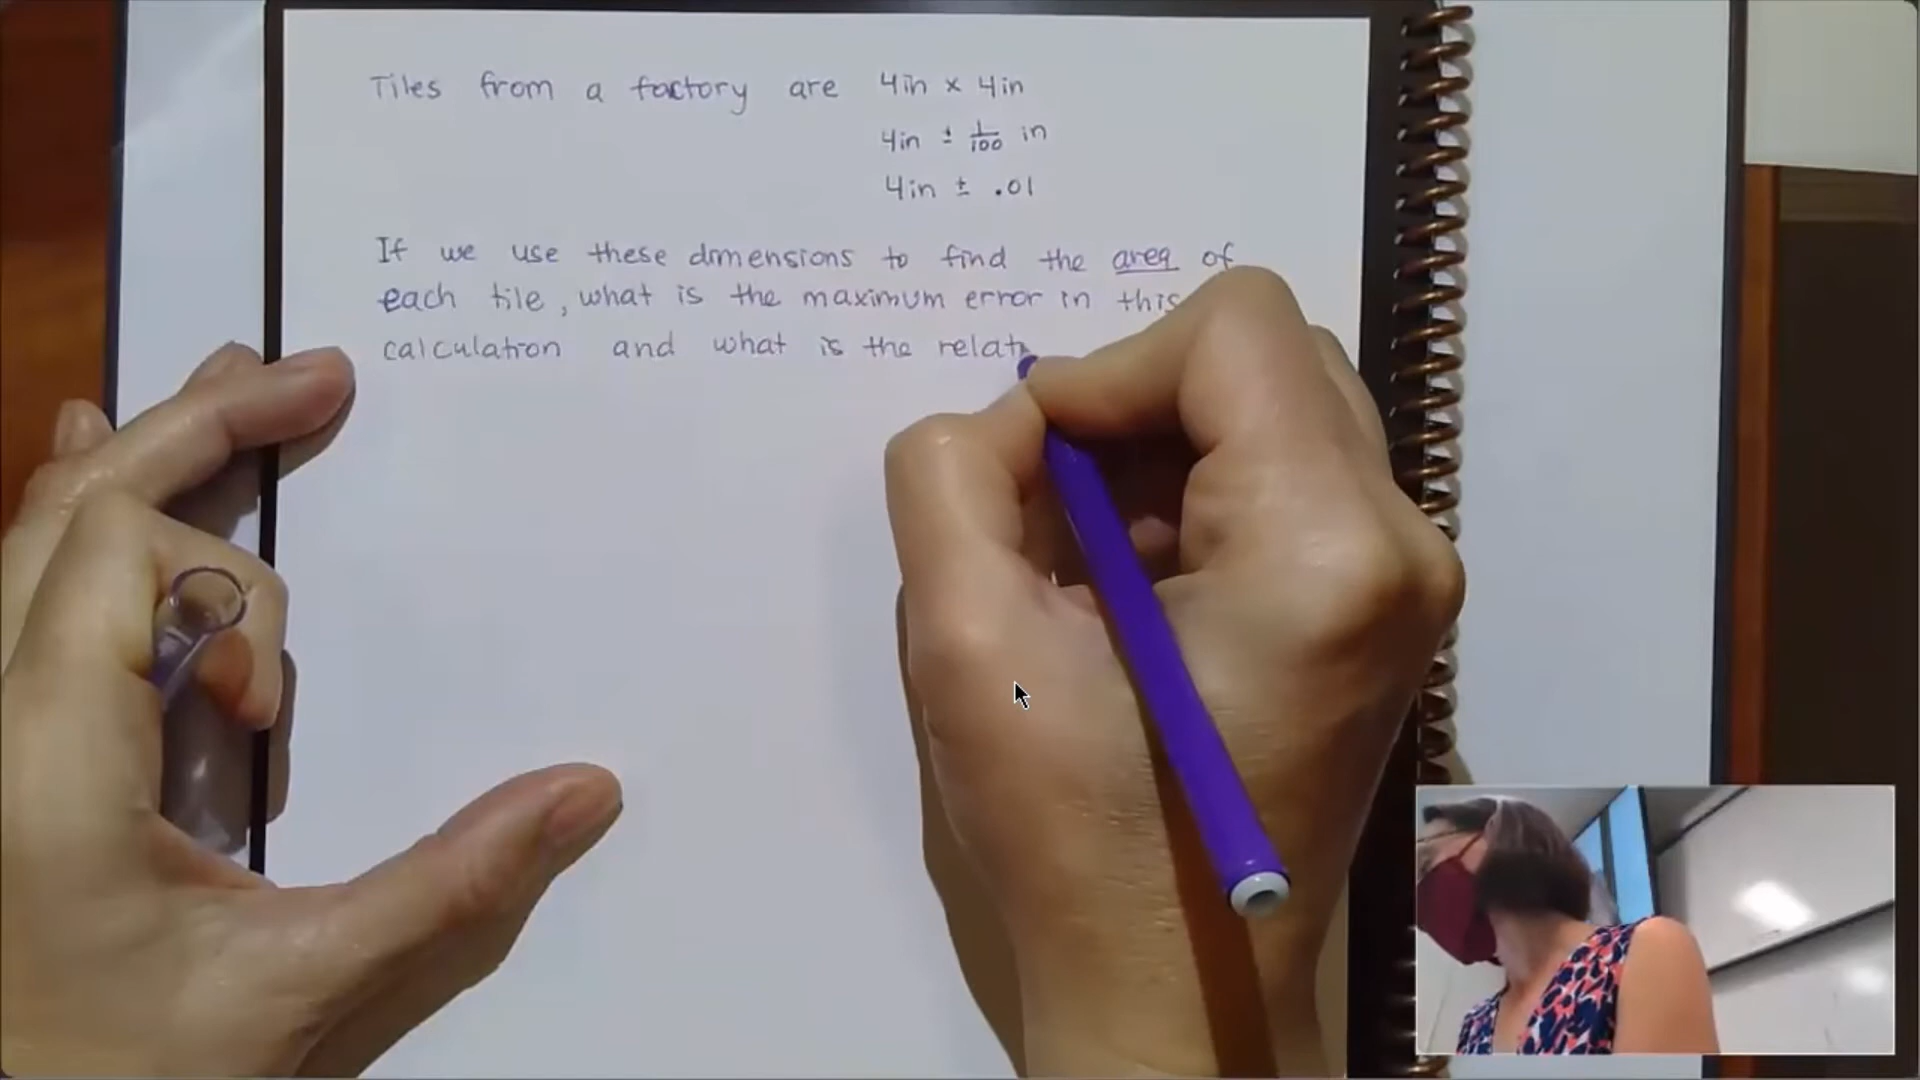 Tiles from a factory are 4in x 4in
4in ± 1/100 in
4in ± .01
If we use these dimensions to find the area of
each tile, what is the maximum error in this
calculation and what is the relati